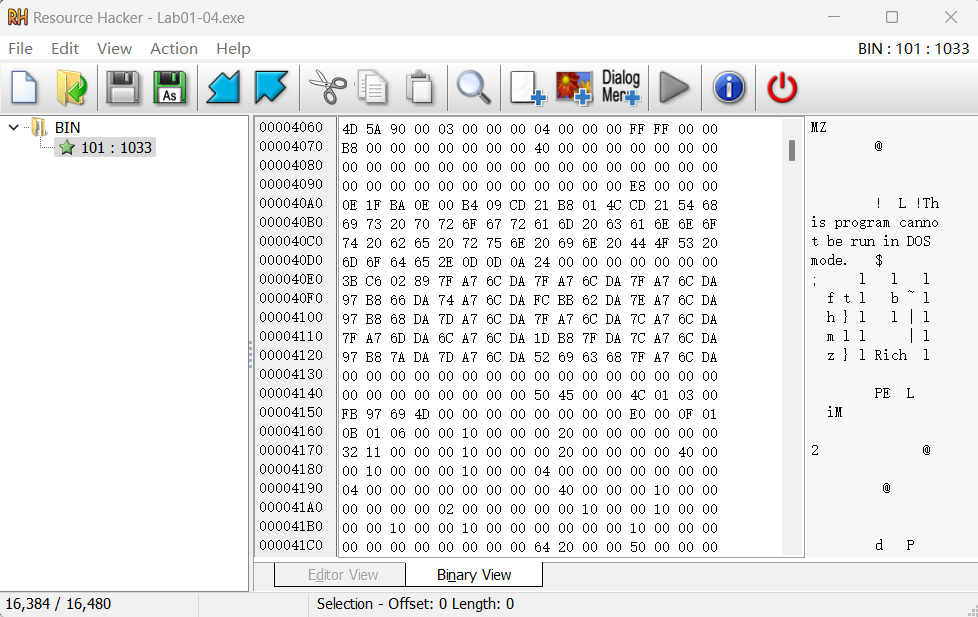 Resource Hacker - Lab01-04.exe
File Edit View Action Help BIN : 101 : 1033
As Dialog Menu
BIN
101 : 1033
00004060 4D 5A 90 00 03 00 00 00 04 00 00 00 FF FF 00 00 MZ
00004070 B8 00 00 00 00 00 00 00 40 00 00 00 00 00 00 00 @
00004080 00 00 00 00 00 00 00 00 00 00 00 00 00 00 00 00
00004090 00 00 00 00 00 00 00 00 00 00 00 00 E8 00 00 00
000040A0 0E 1F BA 0E 00 B4 09 CD 21 B8 01 4C CD 21 54 68 ! L !Th
000040B0 69 73 20 70 72 6F 67 72 61 6D 20 63 61 6E 6E 6F is program canno
000040C0 74 20 62 65 20 72 75 6E 20 69 6E 20 44 4F 53 20 t be run in DOS
000040D0 6D 6F 64 65 2E 0D 0D 0A 24 00 00 00 00 00 00 00 mode. $
000040E0 3B C6 02 89 7F A7 6C DA 7F A7 6C DA 7F A7 6C DA ; l l l
000040F0 97 B8 66 DA 74 A7 6C DA FC BB 62 DA 7E A7 6C DA f t l b ~ l
00004100 97 B8 68 DA 7D A7 6C DA 7F A7 6C DA 7C A7 6C DA h } l l | l
00004110 7F A7 6D DA 6C A7 6C DA 1D B8 7F DA 7C A7 6C DA m l l | l
00004120 97 B8 7A DA 7D A7 6C DA 52 69 63 68 7F A7 6C DA z } l Rich l
00004130 00 00 00 00 00 00 00 00 00 00 00 00 00 00 00 00
00004140 00 00 00 00 00 00 00 00 50 45 00 00 4C 01 03 00 PE L
00004150 FB 97 69 4D 00 00 00 00 00 00 00 00 E0 00 0F 01 iM
00004160 0B 01 06 00 00 10 00 00 00 20 00 00 00 00 00 00
00004170 32 11 00 00 00 10 00 00 00 20 00 00 00 00 40 00 2 @
00004180 00 10 00 00 00 10 00 00 04 00 00 00 00 00 00 00
00004190 04 00 00 00 00 00 00 00 00 40 00 00 00 10 00 00 @
000041A0 00 00 00 00 02 00 00 00 00 00 10 00 00 10 00 00
000041B0 00 00 10 00 00 10 00 00 00 00 00 00 10 00 00 00
000041C0 00 00 00 00 00 00 00 00 64 20 00 00 50 00 00 00 d P
Editor View Binary View
16,384 / 16,480 Selection - Offset: 0 Length: 0